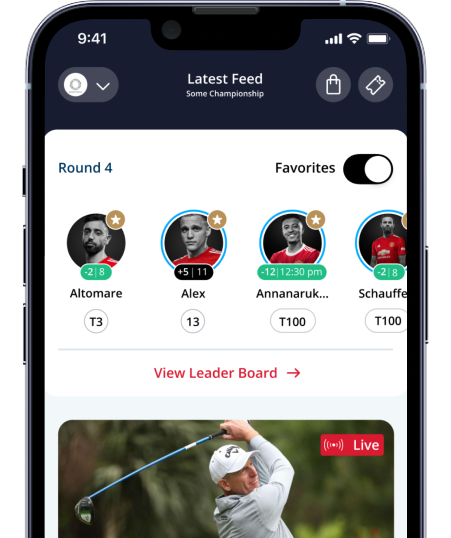 9:41
Latest Feed
Some Championship
Round 4
Favorites
-2|8
+5|11
-12|12:30 pm
-2|8
Altomare
Alex
Annanaruk...
Schauffe
T3
13
T100
T100
View Leader Board →
Live